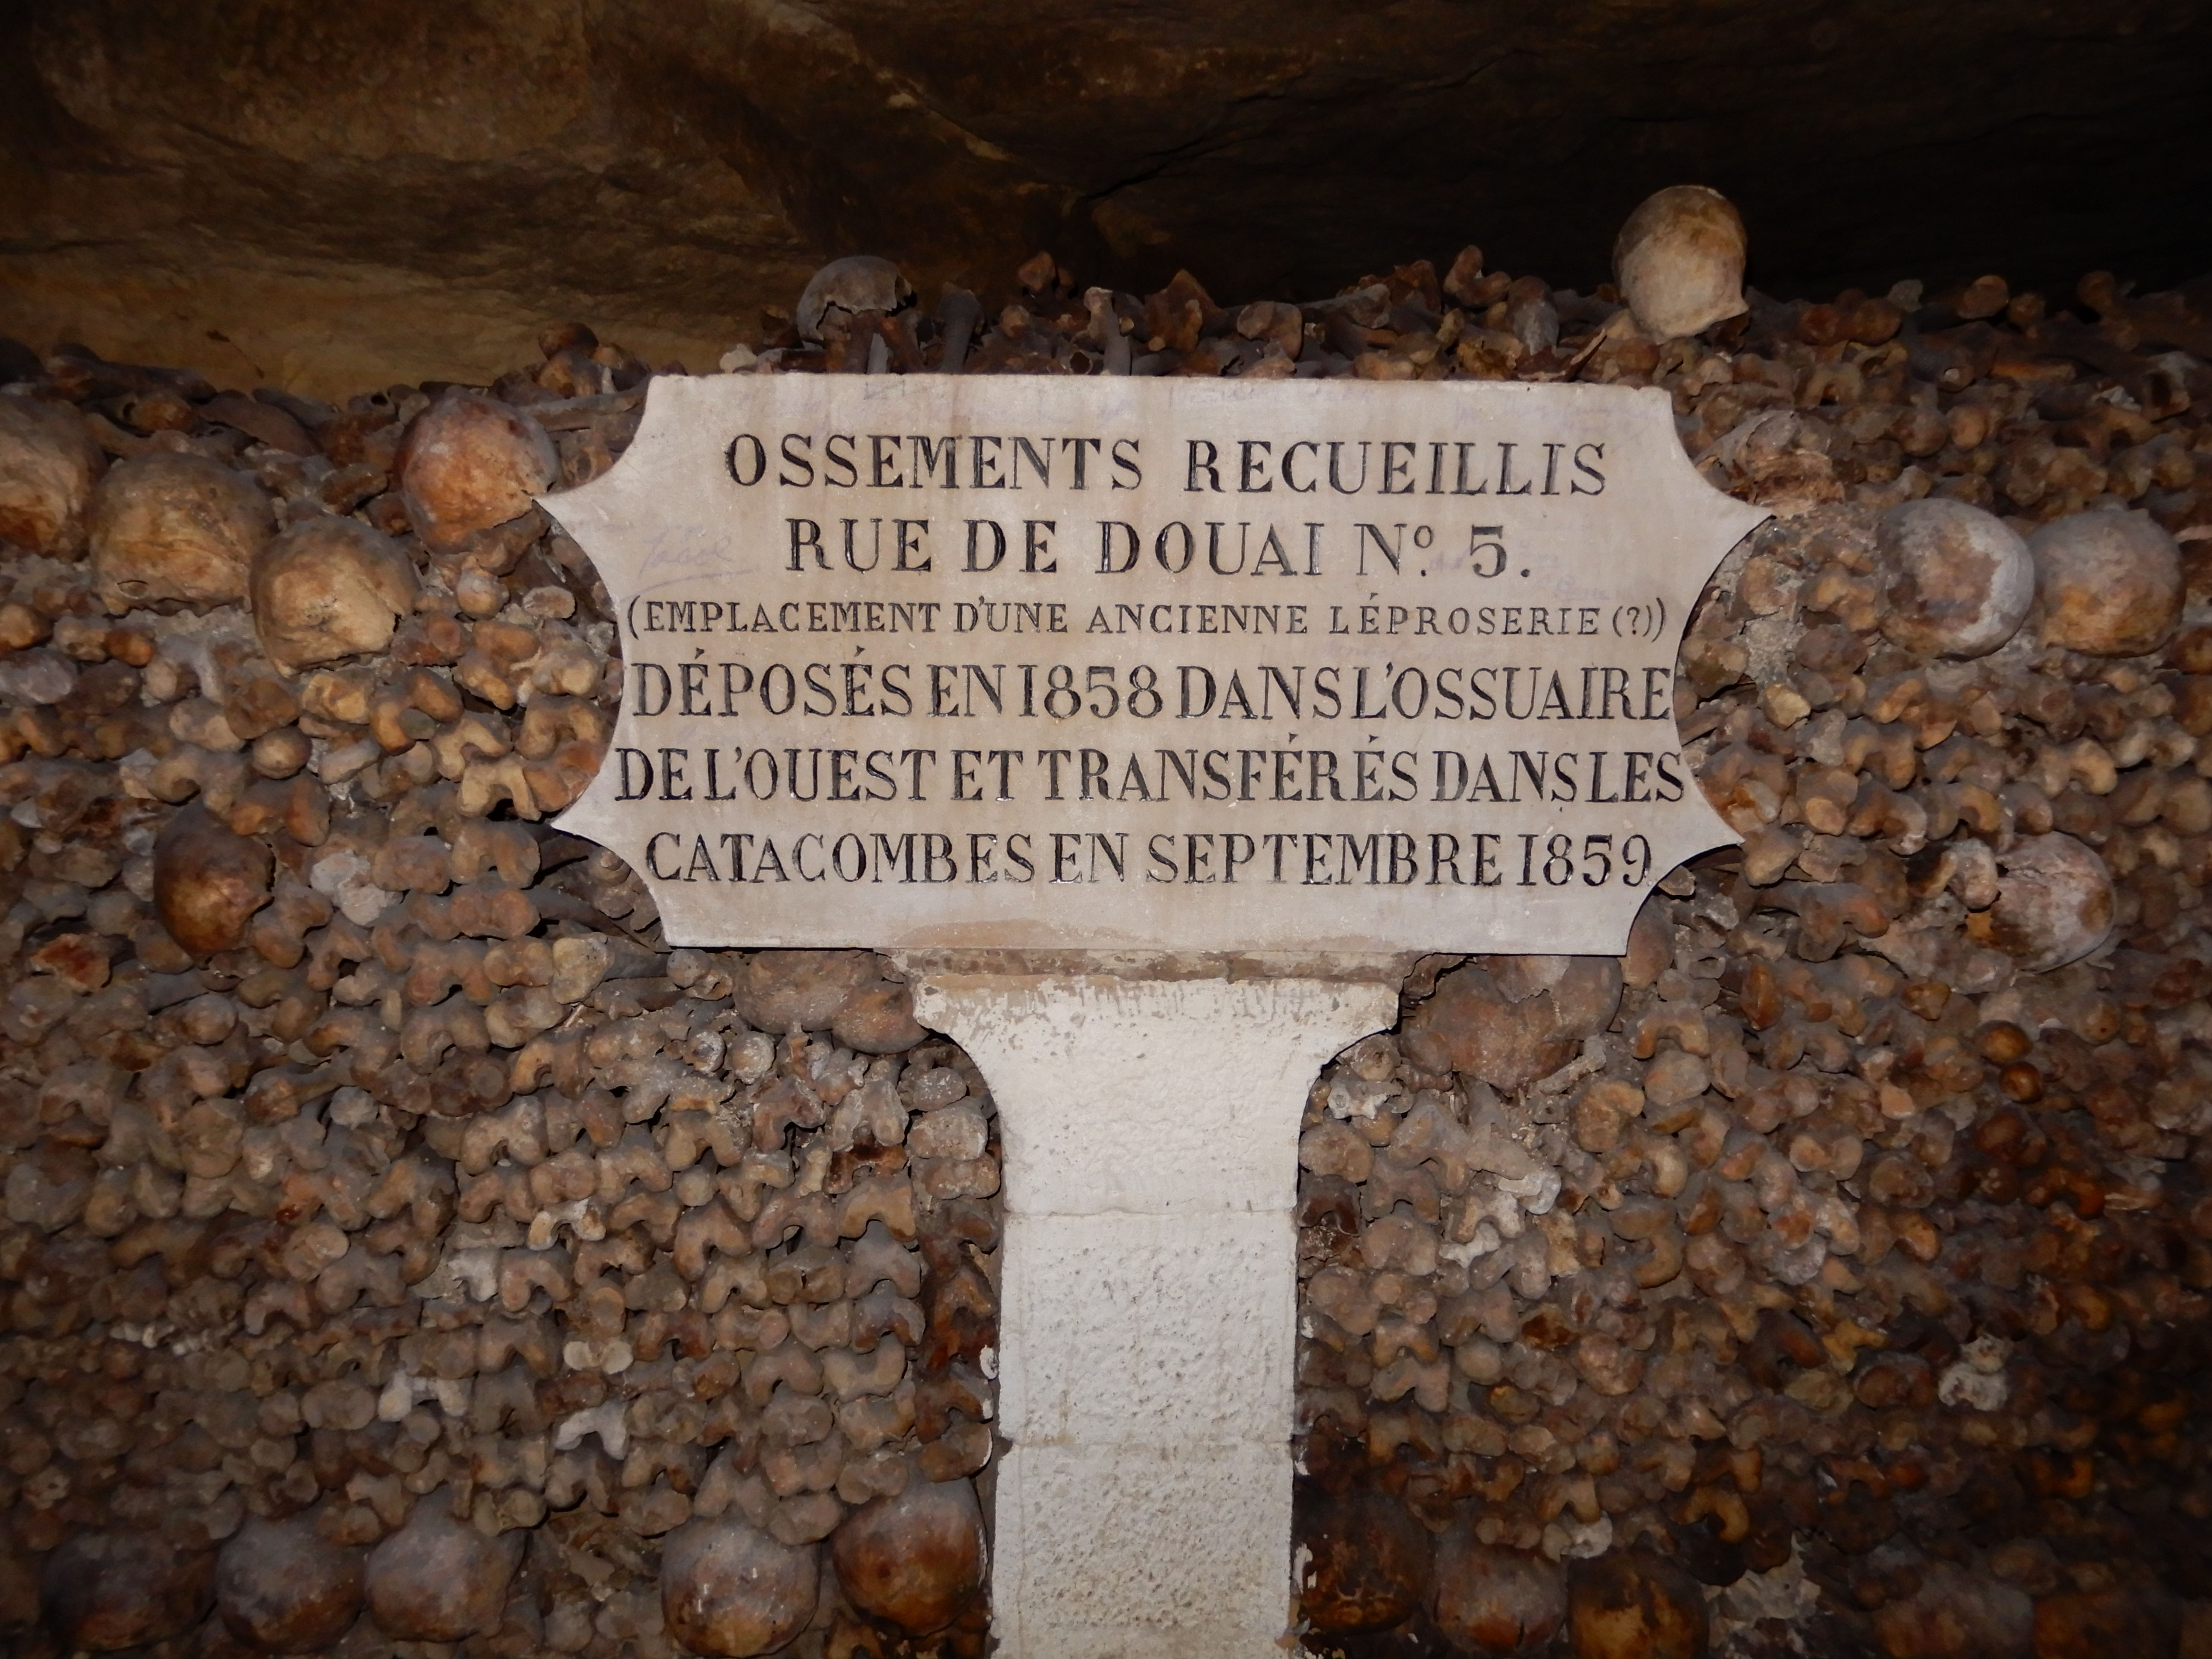 OSSEMENTS RECUEILLIS
RUE DE DOUAI Nº. 5.
(EMPLACEMENT D'UNE ANCIENNE LÉPROSERIE (?))
DÉPOSÉS EN 1858 DANS L'OSSUAIRE
DE L'OUEST ET TRANSFÉRÉS DANS LES
CATACOMBES EN SEPTEMBRE 1859